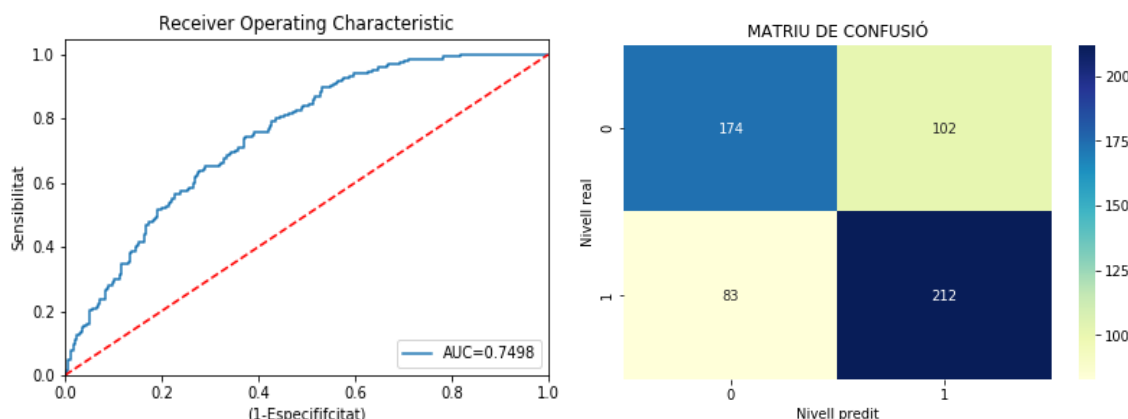 Receiver Operating Characteristic
1.0
0.8
0.6
0.4
0.2
0.0
Sensibilitat
0.0 0.2 0.4 0.6 0.8 1.0
(1-Especififcitat)
AUC=0.7498
MATRIU DE CONFUSIÓ
Nivell real
0
1
174 102
83 212
0 1
Nivell predit
200
175
150
125
100